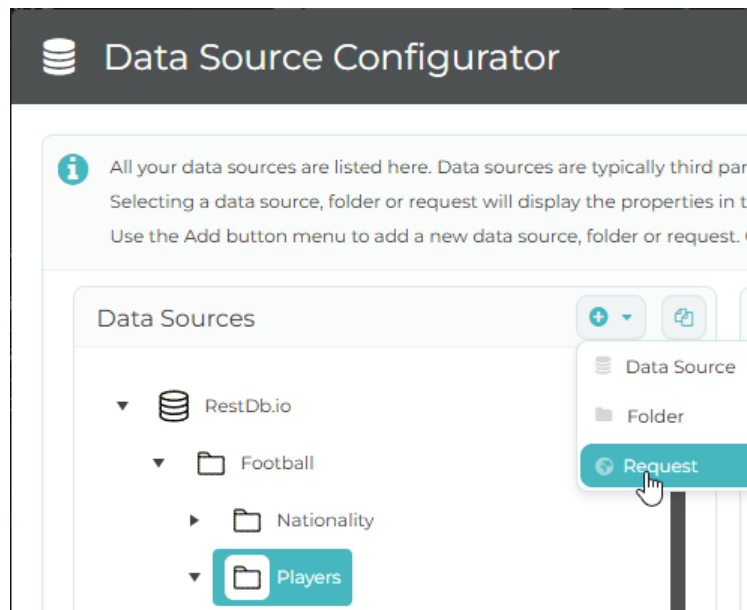 Data Source Configurator
All your data sources are listed here. Data sources are typically third par
Selecting a data source, folder or request will display the properties in t
Use the Add button menu to add a new data source, folder or request.
Data Sources
Data Source
RestDb.io
Folder
Football
Request
Nationality
Players